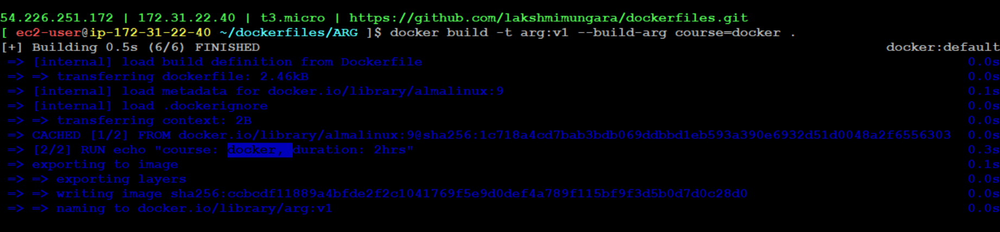 54.226.251.172 | 172.31.22.40 | t3.micro | https://github.com/lakshmimungara/dockerfiles.git
[ ec2-user@ip-172-31-22-40 ~/dockerfiles/ARG ]$ docker build -t arg:v1 --build-arg course=docker .
[+] Building 0.5s (6/6) FINISHED docker:default
=> [internal] load build definition from Dockerfile 0.0s
=> => transferring dockerfile: 2.46kB 0.0s
=> [internal] load metadata for docker.io/library/almalinux:9 0.1s
=> [internal] load .dockerignore 0.0s
=> => transferring context: 2B 0.0s
=> CACHED [1/2] FROM docker.io/library/almalinux:9@sha256:1c718a4cd7bab3bdb069ddbbd1eb593a390e6932d51d0048a2f6556303 0.0s
=> [2/2] RUN echo "course: docker, duration: 2hrs" 0.3s
=> exporting to image 0.1s
=> => exporting layers 0.0s
=> => writing image sha256:ccbcdf11889a4bfde2f2c1041769f5e9d0def4a789f115bf9f3d5b0d7d0c28d0 0.0s
=> => naming to docker.io/library/arg:v1 0.0s